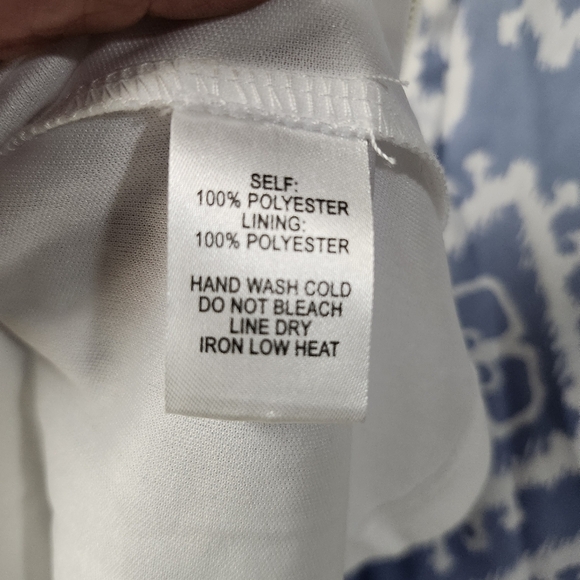 SELF:
100% POLYESTER
LINING:
100% POLYESTER
HAND WASH COLD
DO NOT BLEACH
LINE DRY
IRON LOW HEAT